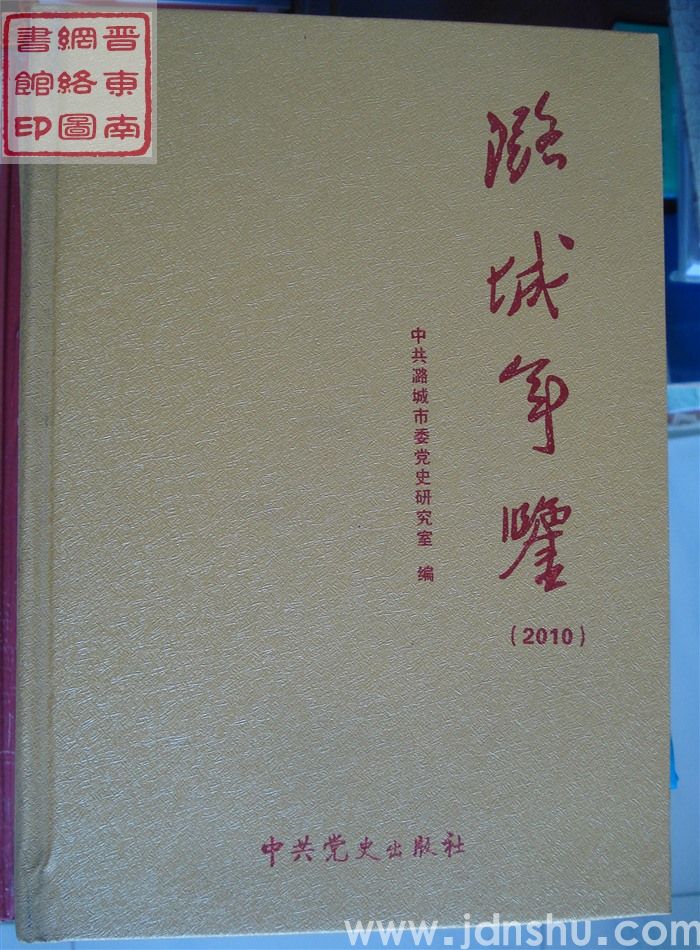 晋東南
網絡圖
書館印
潞城年鑒
（2010）
中共潞城市委党史研究室 编
中共党史出版社
www.jdnshu.com